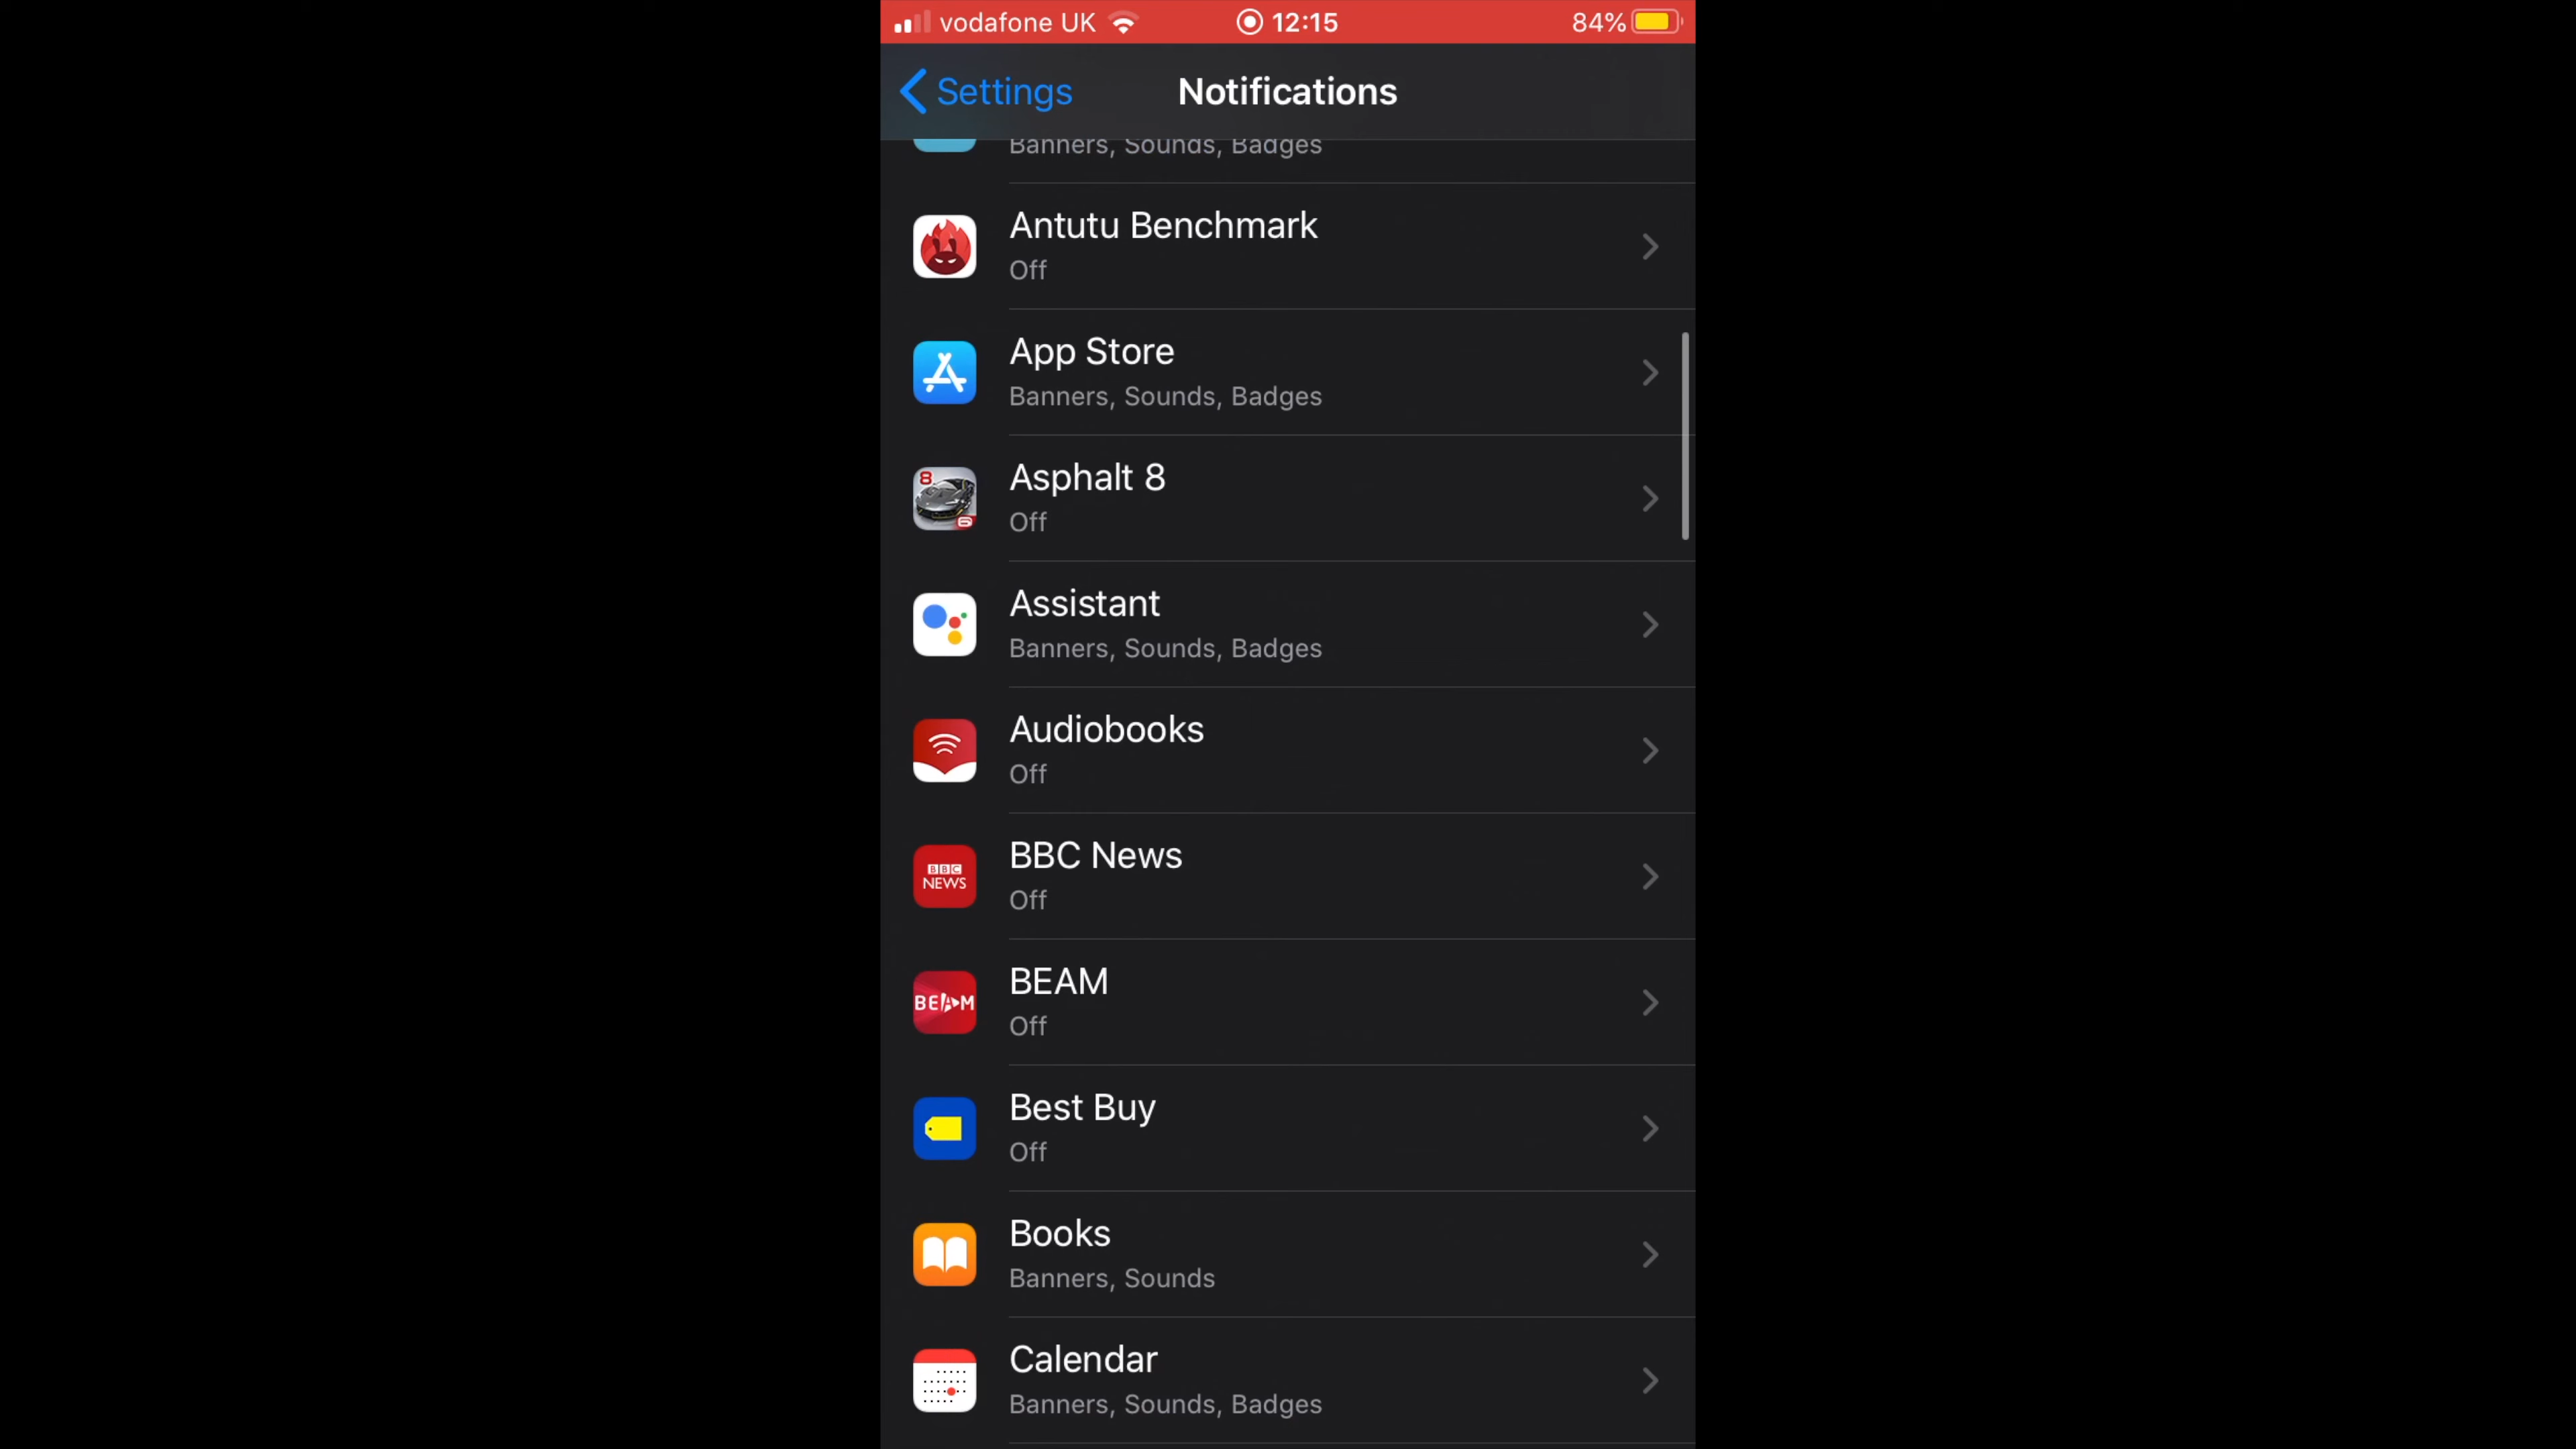 vodafone UK 12:15 84%
Settings Notifications
Banners, Sounds, Badges
Antutu Benchmark
Off
App Store
Banners, Sounds, Badges
8
Asphalt 8
Off
Assistant
Banners, Sounds, Badges
Audiobooks
Off
BBC News
BBC
NEWS
Off
BEAM
BEAM
Off
Best Buy
Off
Books
Banners, Sounds
Calendar
Banners, Sounds, Badges